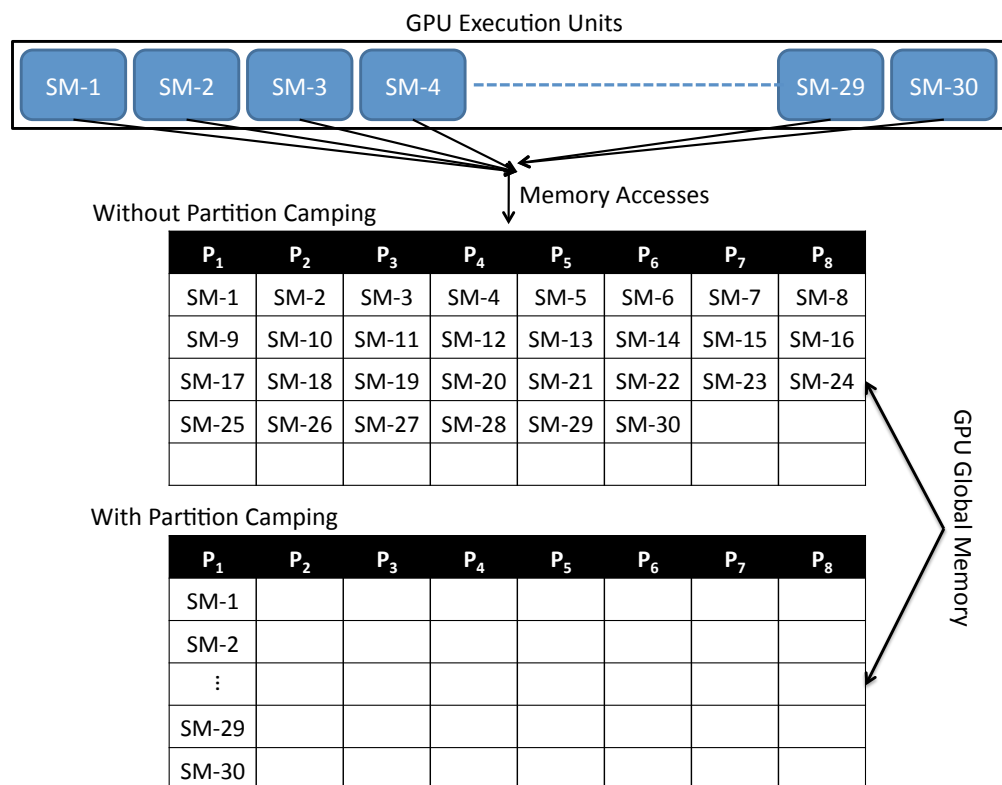 GPU Execution Units
SM-1 SM-2 SM-3 SM-4 SM-29 SM-30
Memory Accesses
Without Partition Camping
P1 P2 P3 P4 P5 P6 P7 P8
SM-1 SM-2 SM-3 SM-4 SM-5 SM-6 SM-7 SM-8
SM-9 SM-10 SM-11 SM-12 SM-13 SM-14 SM-15 SM-16
SM-17 SM-18 SM-19 SM-20 SM-21 SM-22 SM-23 SM-24
SM-25 SM-26 SM-27 SM-28 SM-29 SM-30
GPU Global Memory
With Partition Camping
P1 P2 P3 P4 P5 P6 P7 P8
SM-1
SM-2
⋮
SM-29
SM-30